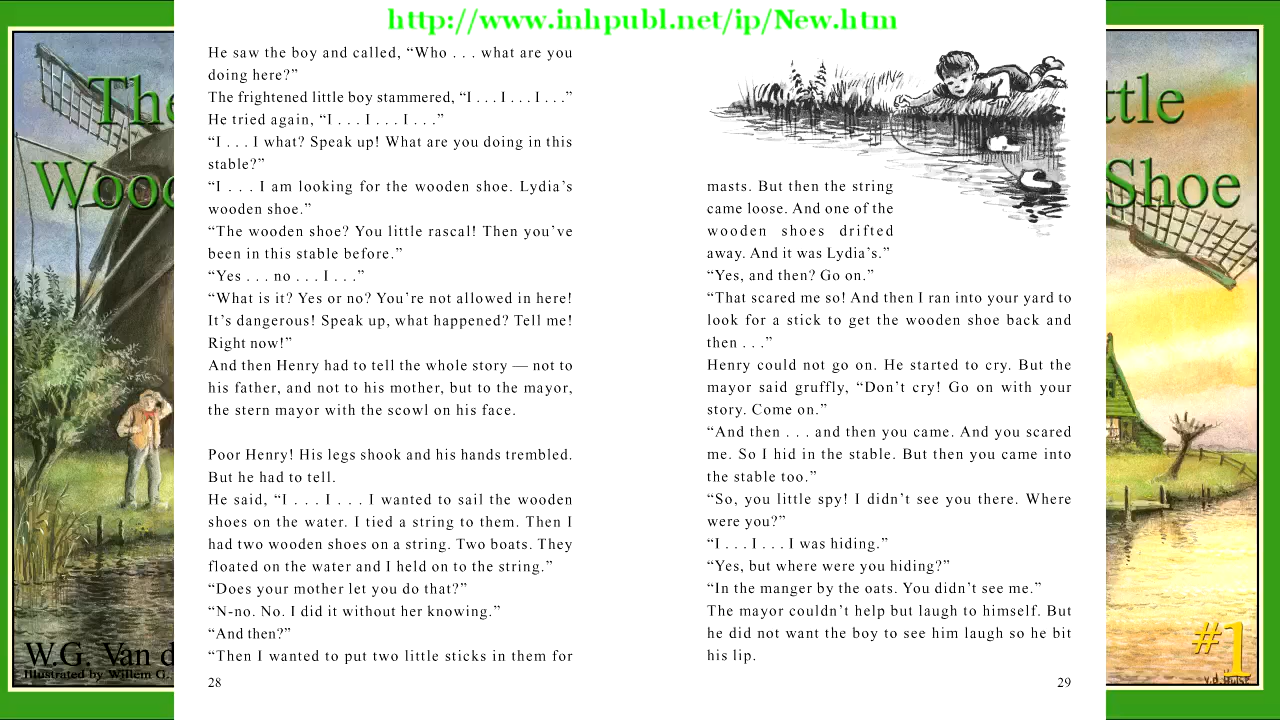 http://www.inhpubl.net/ip/New.htm
The
Wood
W.G. Van d
Illustrated by Willem G.
He saw the boy and called, “Who . . . what are you
doing here?”
The frightened little boy stammered, “I . . . I . . . I . . .”
He tried again, “I . . . I . . . I . . .”
“I . . . I what? Speak up! What are you doing in this
stable?”
“I . . . I am looking for the wooden shoe. Lydia’s
wooden shoe.”
“The wooden shoe? You little rascal! Then you’ve
been in this stable before.”
“Yes . . . no . . . I . . .”
“What is it? Yes or no? You’re not allowed in here!
It’s dangerous! Speak up, what happened? Tell me!
Right now!”
And then Henry had to tell the whole story — not to
his father, and not to his mother, but to the mayor,
the stern mayor with the scowl on his face.
Poor Henry! His legs shook and his hands trembled.
But he had to tell.
He said, “I . . . I . . . I wanted to sail the wooden
shoes on the water. I tied a string to them. Then I
had two wooden shoes on a string. Two boats. They
floated on the water and I held on to the string.”
“Does your mother let you do that?”
“N-no. No. I did it without her knowing.”
“And then?”
“Then I wanted to put two little sticks in them for
28
masts. But then the string
came loose. And one of the
wooden shoes drifted
away. And it was Lydia’s.”
“Yes, and then? Go on.”
“That scared me so! And then I ran into your yard to
look for a stick to get the wooden shoe back and
then . . .”
Henry could not go on. He started to cry. But the
mayor said gruffly, “Don’t cry! Go on with your
story. Come on.”
“And then . . . and then you came. And you scared
me. So I hid in the stable. But then you came into
the stable too.”
“So, you little spy! I didn’t see you there. Where
were you?”
“I . . . I . . . I was hiding.”
“Yes, but where were you hiding?”
“In the manger by the oats. You didn’t see me.”
The mayor couldn’t help but laugh to himself. But
he did not want the boy to see him laugh so he bit
his lip.
29
ttle
Shoe
#1